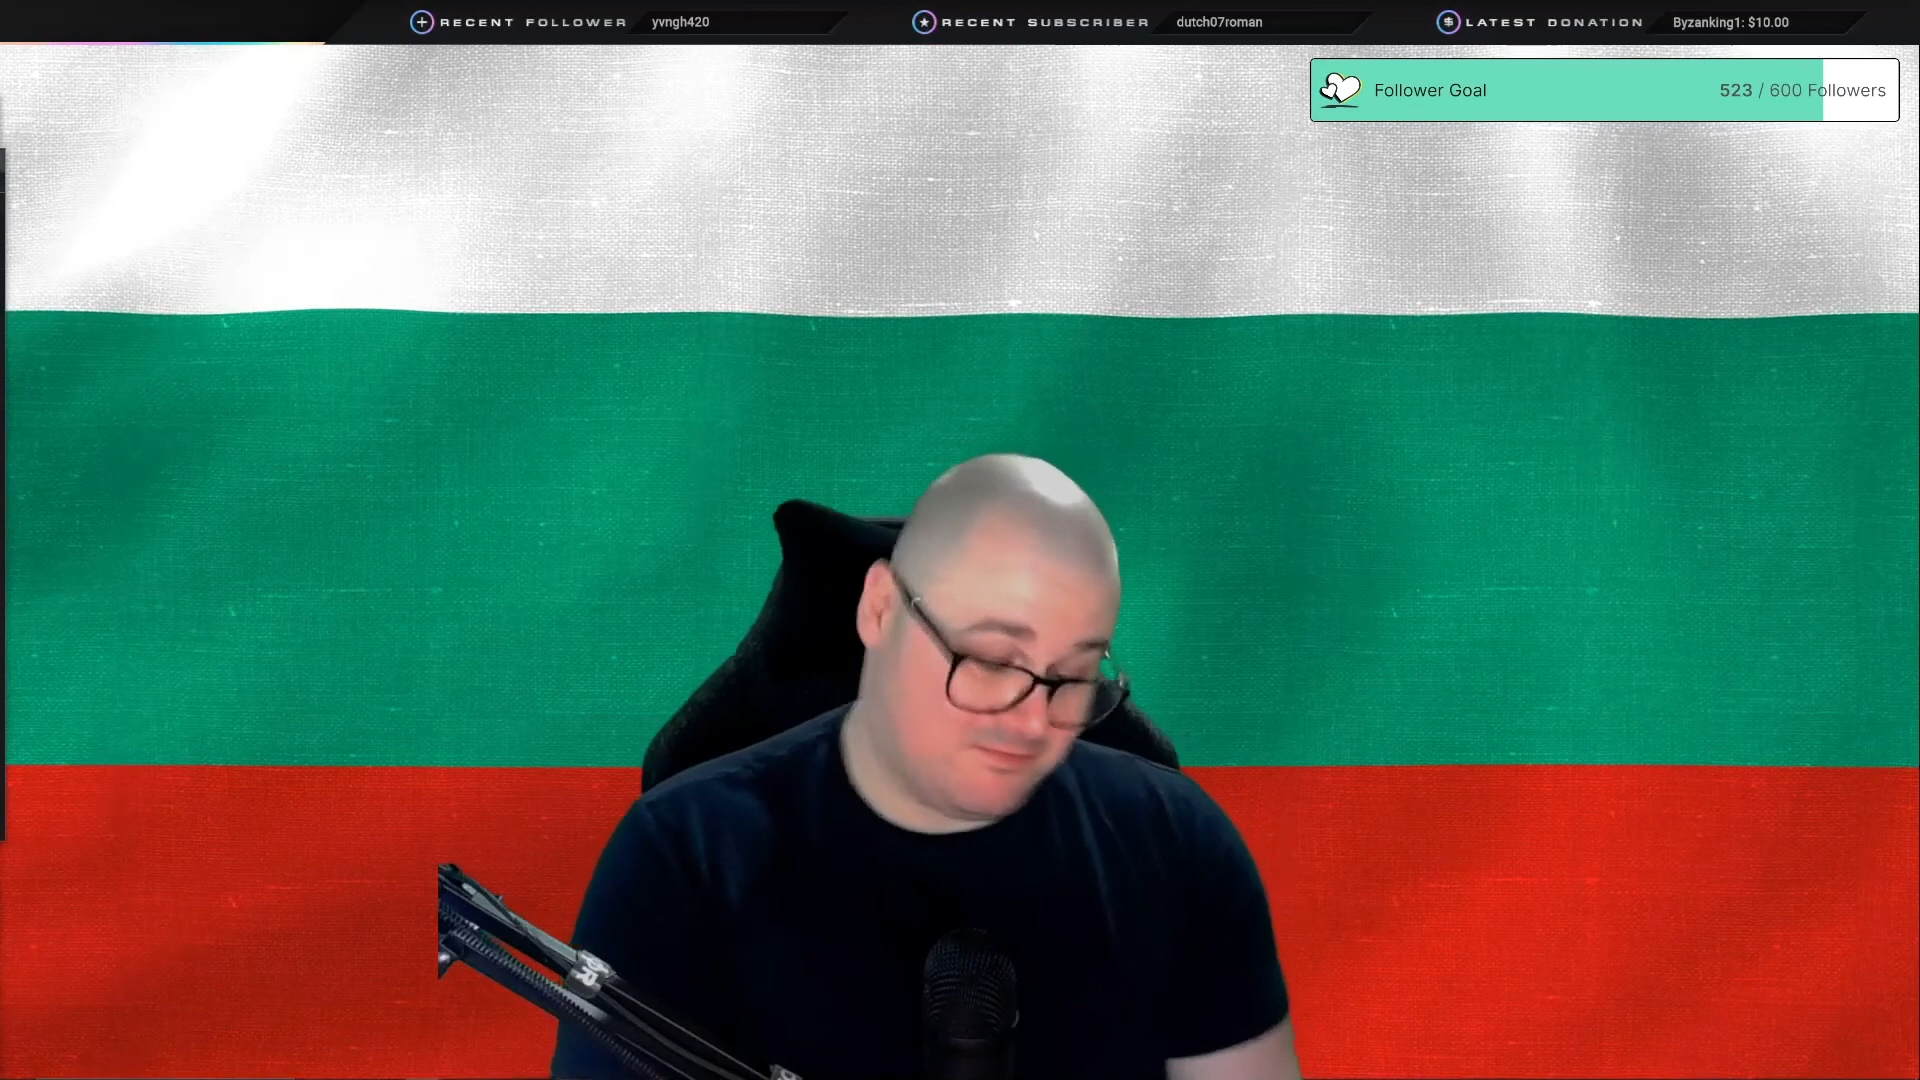 RECENT FOLLOWER yvngh420 RECENT SUBSCRIBER dutch07roman LATEST DONATION Byzanking1: $10.00
Follower Goal 523 / 600 Followers